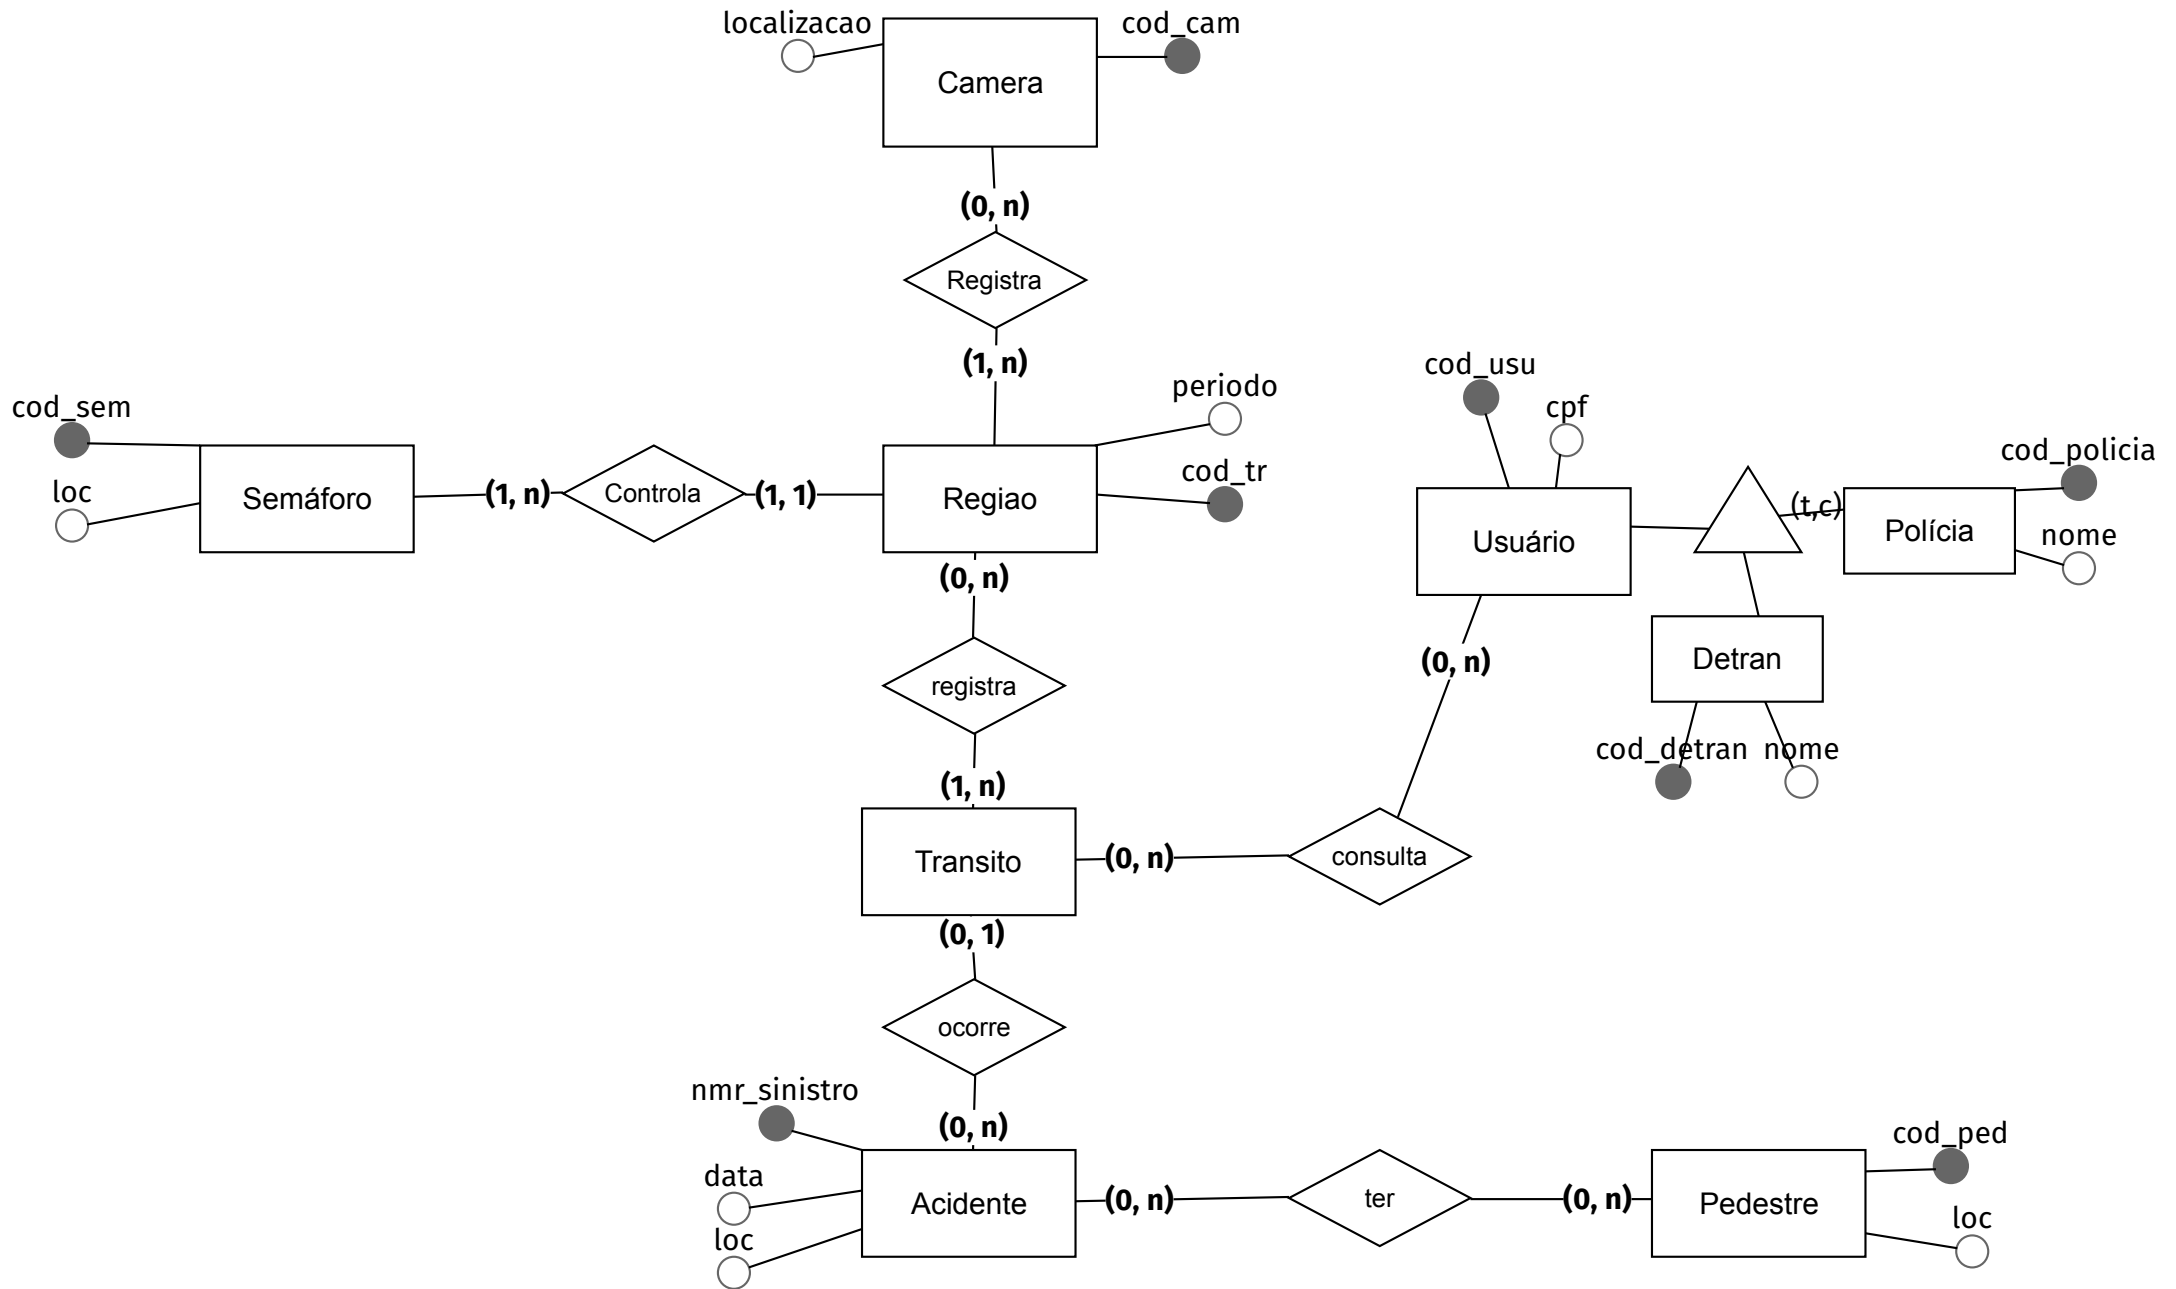 localizacao
cod_cam
Camera
(0, n)
Registra
(1, n)
periodo
cod_tr
cod_sem
loc
Semáforo
(1, n)
Controla
(1, 1)
Regiao
(0, n)
registra
(1, n)
cod_usu
cpf
Usuário
(t,c)
Polícia
cod_policia
nome
Detran
cod_detran
nome
(0, n)
Transito
(0, n)
consulta
(0, 1)
ocorre
(0, n)
nmr_sinistro
data
loc
Acidente
(0, n)
ter
(0, n)
Pedestre
cod_ped
loc